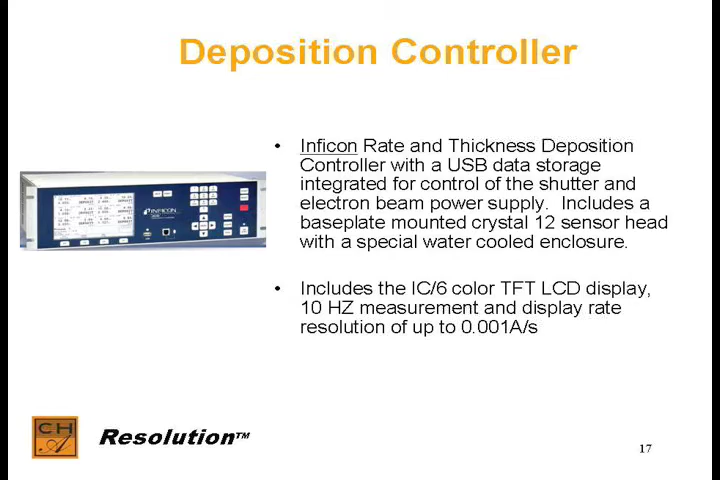 Deposition Controller
• Inficon Rate and Thickness Deposition
Controller with a USB data storage
integrated for control of the shutter and
electron beam power supply.  Includes a
baseplate mounted crystal 12 sensor head
with a special water cooled enclosure.
• Includes the IC/6 color TFT LCD display,
10 HZ measurement and display rate
resolution of up to 0.001A/s
INFICON
CHA
Resolution™
17